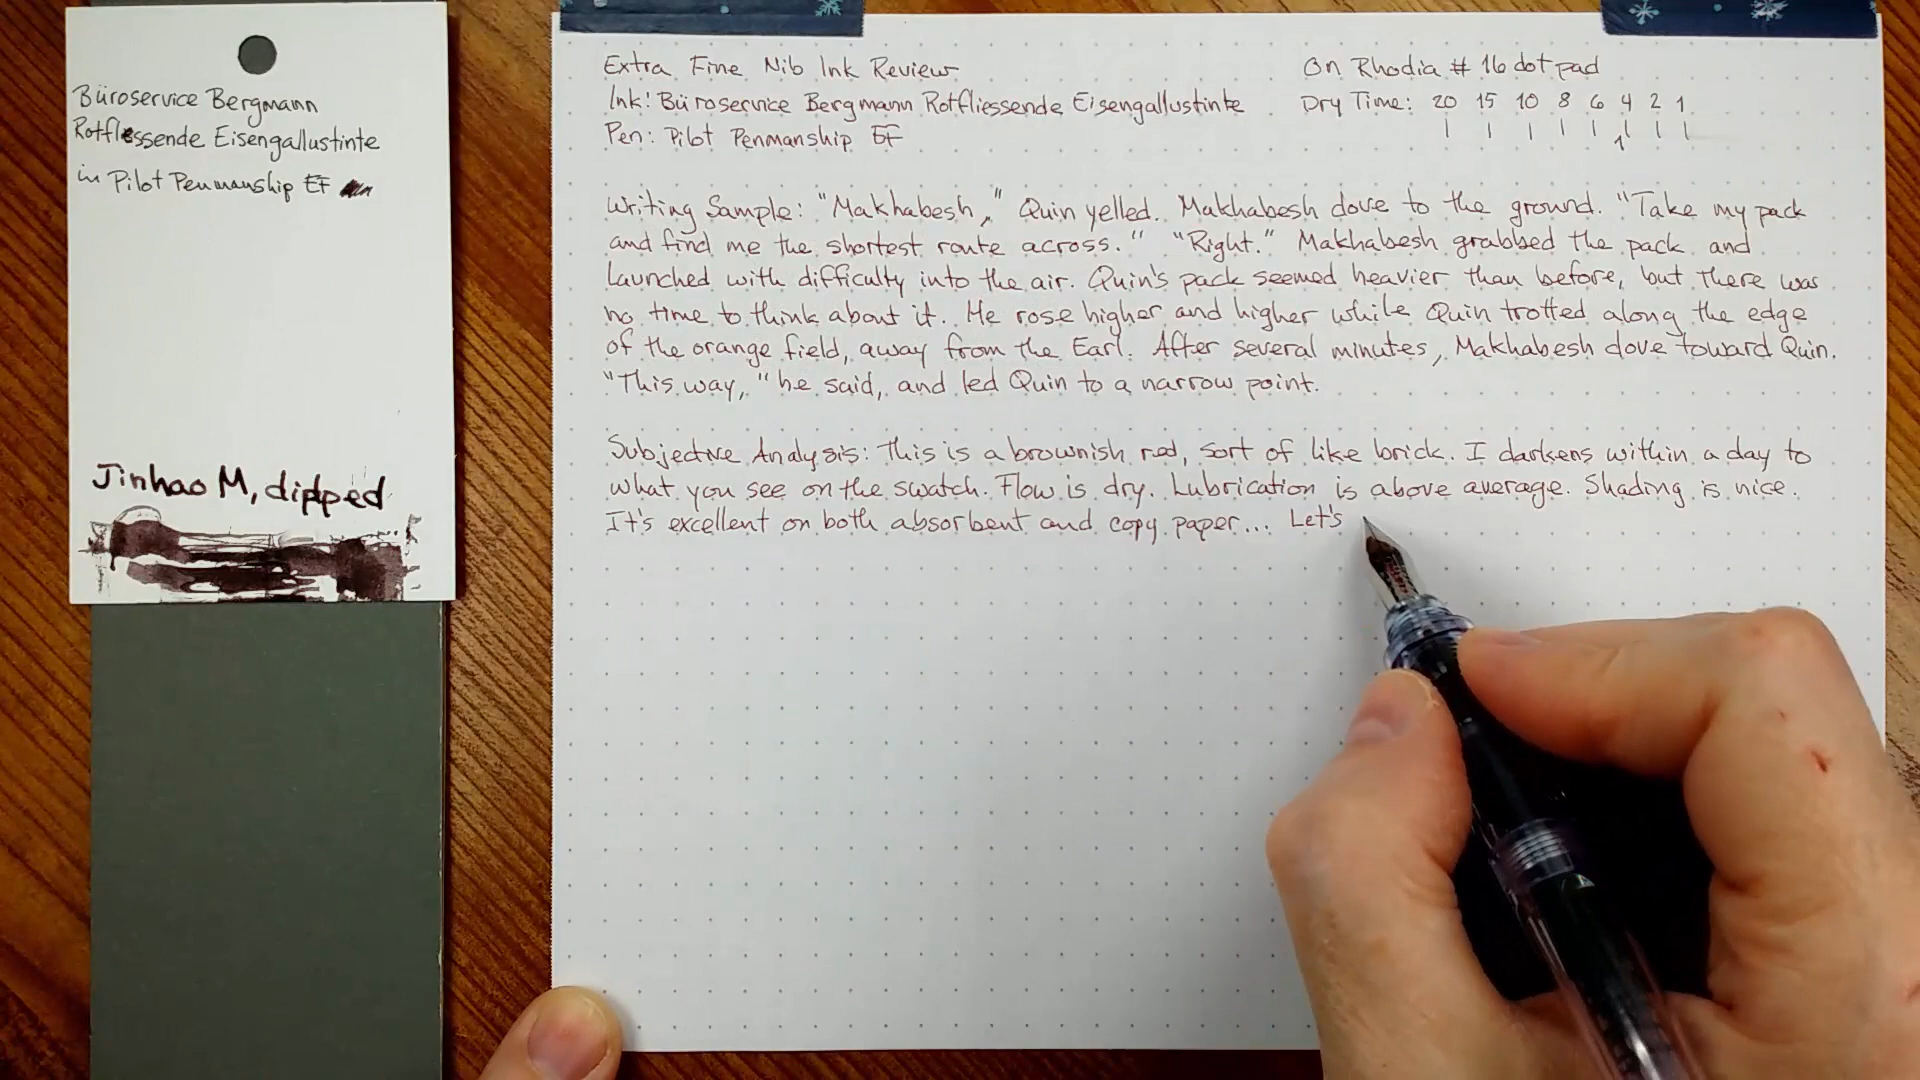 Büroservice Bergmann
Rotfliessende Eisengallustinte
in Pilot Penmanship EF
Jinhao M, dipped
Extra Fine Nib Ink Review
Ink: Büroservice Bergmann Rotfliessende Eisengallustinte
Pen: Pilot Penmanship EF
On Rhodia # 16 dot pad
Dry Time: 20 15 10 8 6 4 2 1
Writing Sample: "Makhabesh," Quin yelled. Makhabesh dove to the ground. "Take my pack
and find me the shortest route across." "Right." Makhabesh grabbed the pack and
launched with difficulty into the air. Quin's pack seemed heavier than before, but there was
no time to think about it. He rose higher and higher while Quin trotted along the edge
of the orange field, away from the Earl. After several minutes, Makhabesh dove toward Quin.
"This way," he said, and led Quin to a narrow point.
Subjective Analysis: This is a brownish red, sort of like brick. I darkens within a day to
what you see on the swatch. Flow is dry. Lubrication is above average. Shading is nice.
It's excellent on both absorbent and copy paper... Let's